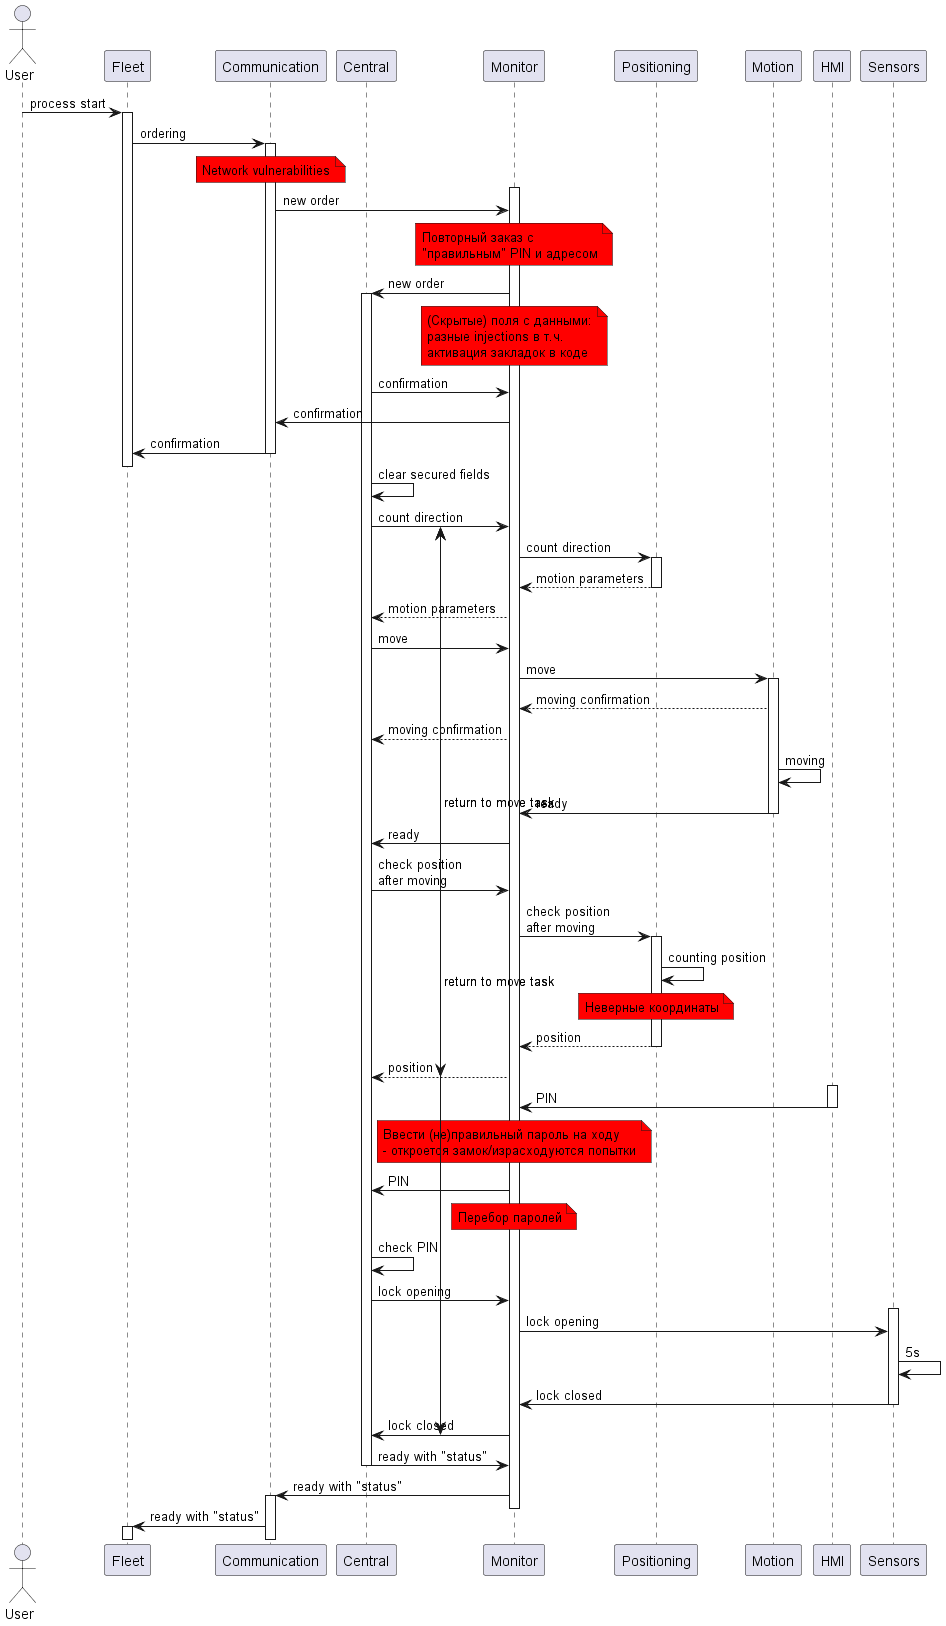 User
Fleet
Communication
Central
Monitor
Positioning
Motion
HMI
Sensors
process start
ordering
Network vulnerabilities
new order
Повторный заказ с
"правильным" PIN и адресом
new order
(Скрытые) поля с данными:
разные injections в т.ч.
активация закладок в коде
confirmation
confirmation
confirmation
clear secured fields
count direction
count direction
motion parameters
motion parameters
move
move
moving confirmation
moving confirmation
moving
return to move task
ready
ready
check position
after moving
check position
after moving
counting position
return to move task
Неверные координаты
position
position
PIN
Ввести (не)правильный пароль на ходу
- откроется замок/израсходуются попытки
PIN
Перебор паролей
check PIN
lock opening
lock opening
5s
lock closed
lock closed
ready with "status"
ready with "status"
ready with "status"
User
Fleet
Communication
Central
Monitor
Positioning
Motion
HMI
Sensors